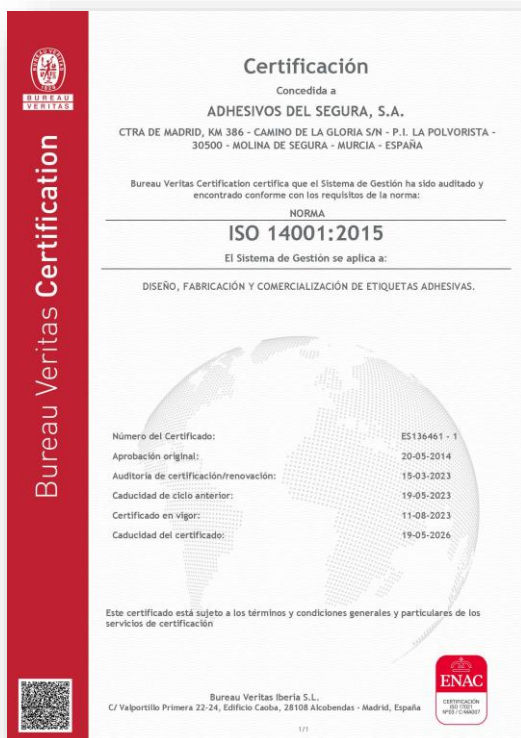 BUREAU
VERITAS
Bureau Veritas Certification
Certificación
Concedida a
ADHESIVOS DEL SEGURA, S.A.
CTRA DE MADRID, KM 386 - CAMINO DE LA GLORIA S/N - P.I. LA POLVORISTA -
30500 - MOLINA DE SEGURA - MURCIA - ESPAÑA
Bureau Veritas Certification certifica que el Sistema de Gestión ha sido auditado y
encontrado conforme con los requisitos de la norma:
NORMA
ISO 14001:2015
El Sistema de Gestión se aplica a:
DISEÑO, FABRICACIÓN Y COMERCIALIZACIÓN DE ETIQUETAS ADHESIVAS.
Número del Certificado: ES136461 - 1
Aprobación original: 20-05-2014
Auditoría de certificación/renovación: 15-03-2023
Caducidad de ciclo anterior: 19-05-2023
Certificado en vigor: 11-08-2023
Caducidad del certificado: 19-05-2026
Este certificado está sujeto a los términos y condiciones generales y particulares de los
servicios de certificación
Bureau Veritas Iberia S.L.
C/ Valportillo Primera 22-24, Edificio Caoba, 28108 Alcobendas - Madrid, España
1/1
ENAC
CERTIFICACIÓN
ISO 17021